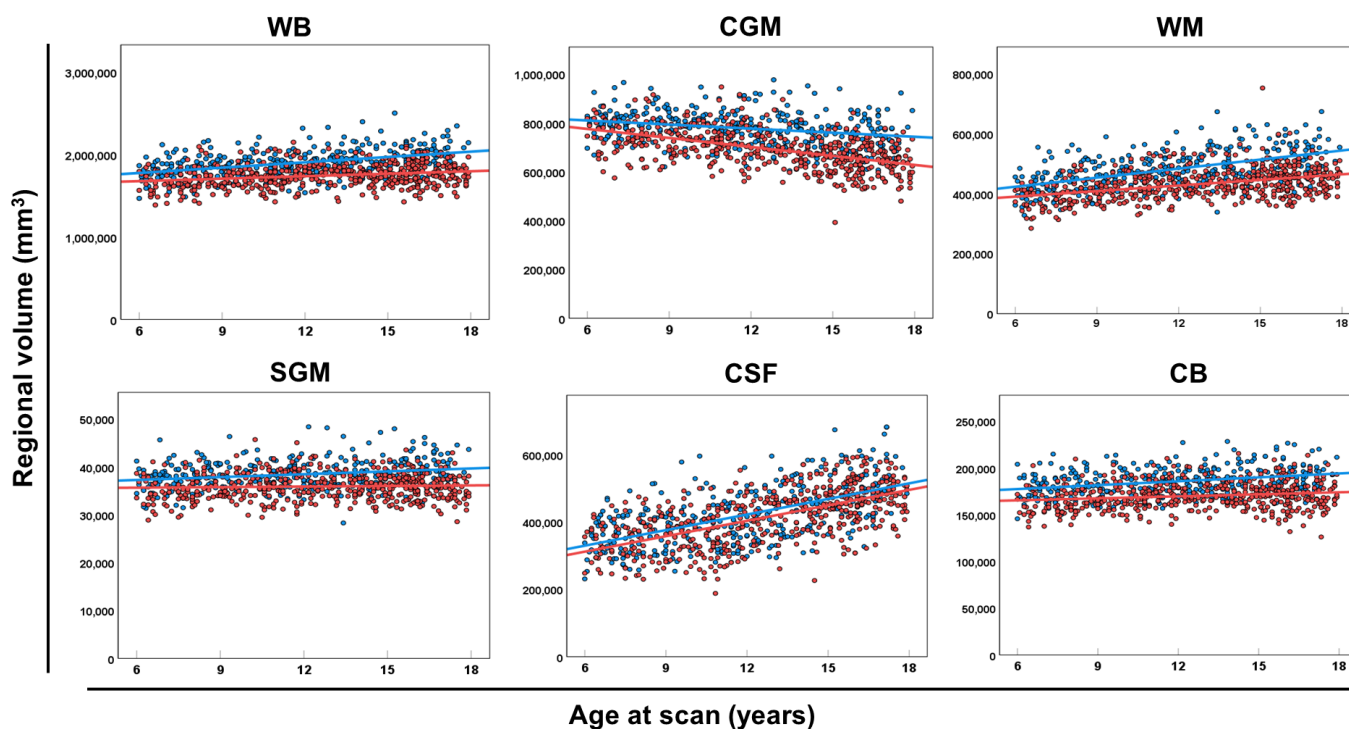 WB
CGM
WM
3,000,000
2,000,000
1,000,000
0
6 9 12 15 18
1,000,000
800,000
600,000
400,000
200,000
0
6 9 12 15 18
800,000
600,000
400,000
200,000
0
6 9 12 15 18
Regional volume (mm³)
SGM
CSF
CB
50,000
40,000
30,000
20,000
10,000
0
6 9 12 15 18
600,000
400,000
200,000
0
6 9 12 15 18
250,000
200,000
150,000
100,000
50,000
0
6 9 12 15 18
Age at scan (years)